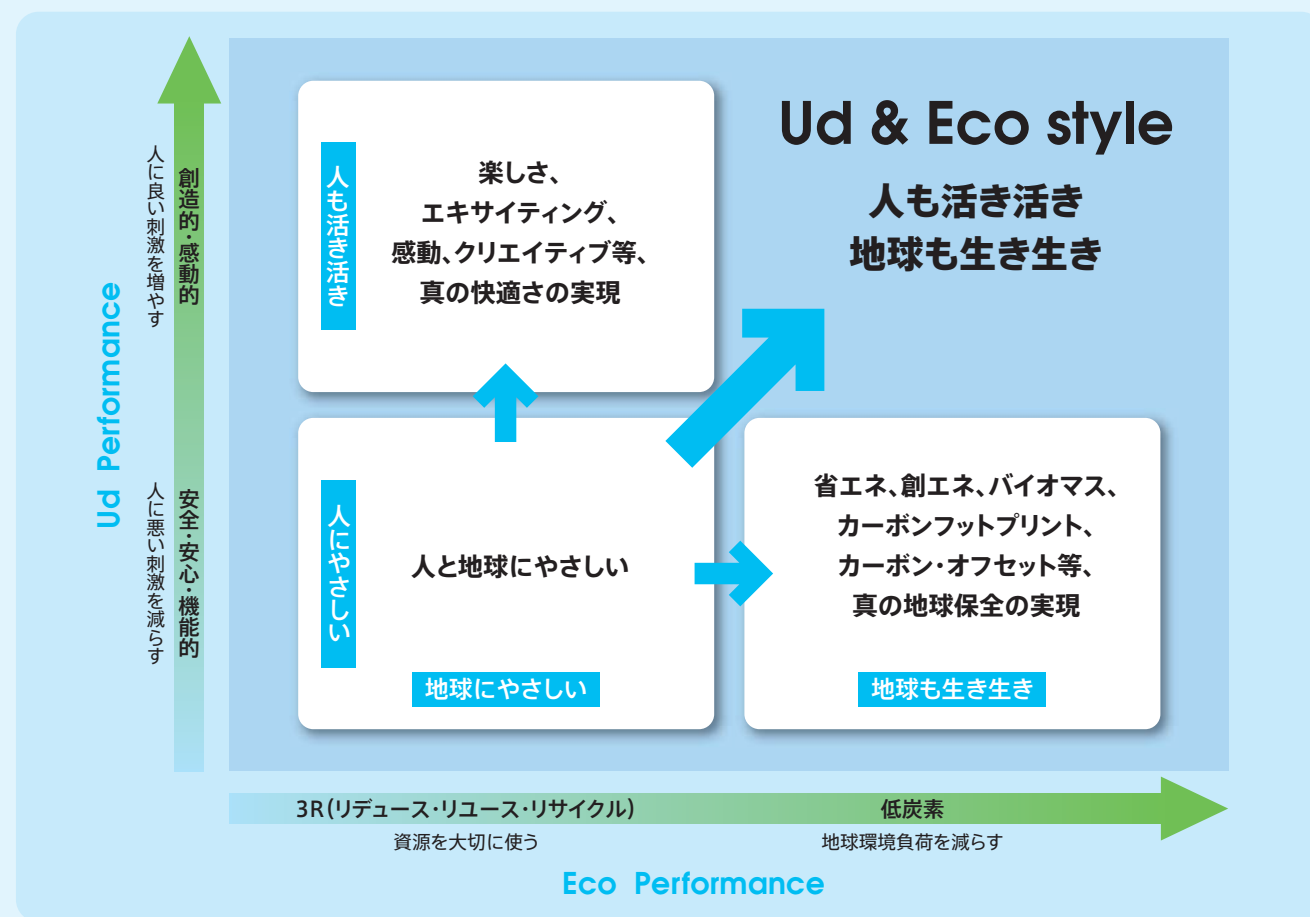 Ud & Eco style
人も活き活き
地球も生き生き
人も活き活き
楽しさ、
エキサイティング、
感動、クリエイティブ等、
真の快適さの実現
人にやさしい
人と地球にやさしい
地球にやさしい
省エネ、創エネ、バイオマス、
カーボンフットプリント、
カーボン・オフセット等、
真の地球保全の実現
地球も生き生き
Ud Performance
人に良い刺激を増やす
創造的・感動的
人に悪い刺激を減らす
安全・安心・機能的
3R(リデュース・リユース・リサイクル)
資源を大切に使う
低炭素
地球環境負荷を減らす
Eco Performance